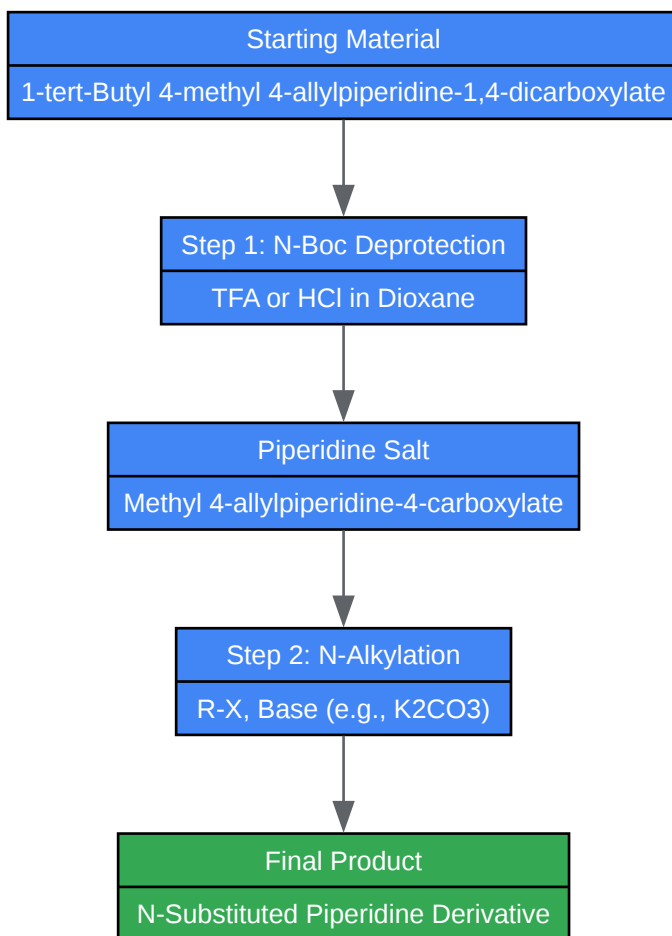 Starting Material
1-tert-Butyl 4-methyl 4-allylpiperidine-1,4-dicarboxylate
Step 1: N-Boc Deprotection
TFA or HCl in Dioxane
Piperidine Salt
Methyl 4-allylpiperidine-4-carboxylate
Step 2: N-Alkylation
R-X, Base (e.g., K2CO3)
Final Product
N-Substituted Piperidine Derivative